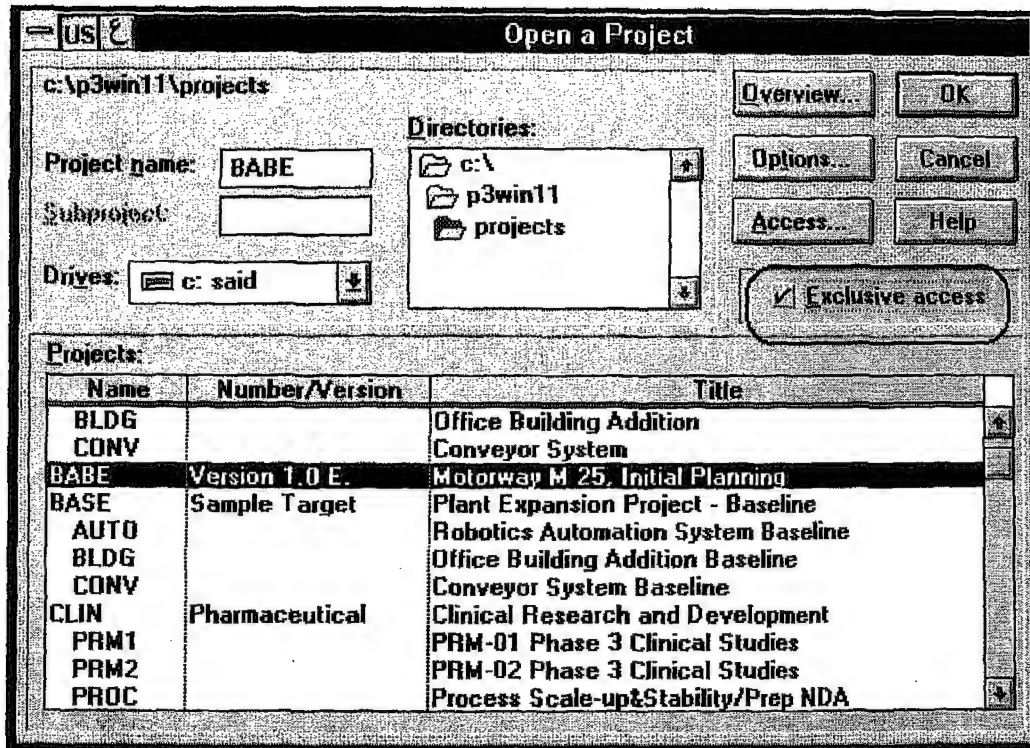 US
Open a Project
c:\p3win11\projects
Project name: BABE
Subproject:
Drives: c: said
Directories:
c:\
p3win11
projects
Overview... OK
Options... Cancel
Access... Help
Exclusive access
Projects:
Name Number/Version Title
BLDG Office Building Addition
CONV Conveyor System
BABE Version 1.0 E. Motorway M 25, Initial Planning
BASE Sample Target Plant Expansion Project - Baseline
AUTO Robotics Automation System Baseline
BLDG Office Building Addition Baseline
CONV Conveyor System Baseline
CLIN Pharmaceutical Clinical Research and Development
PRM1 PRM-01 Phase 3 Clinical Studies
PRM2 PRM-02 Phase 3 Clinical Studies
PROC Process Scale-up&Stability/Prep NDA